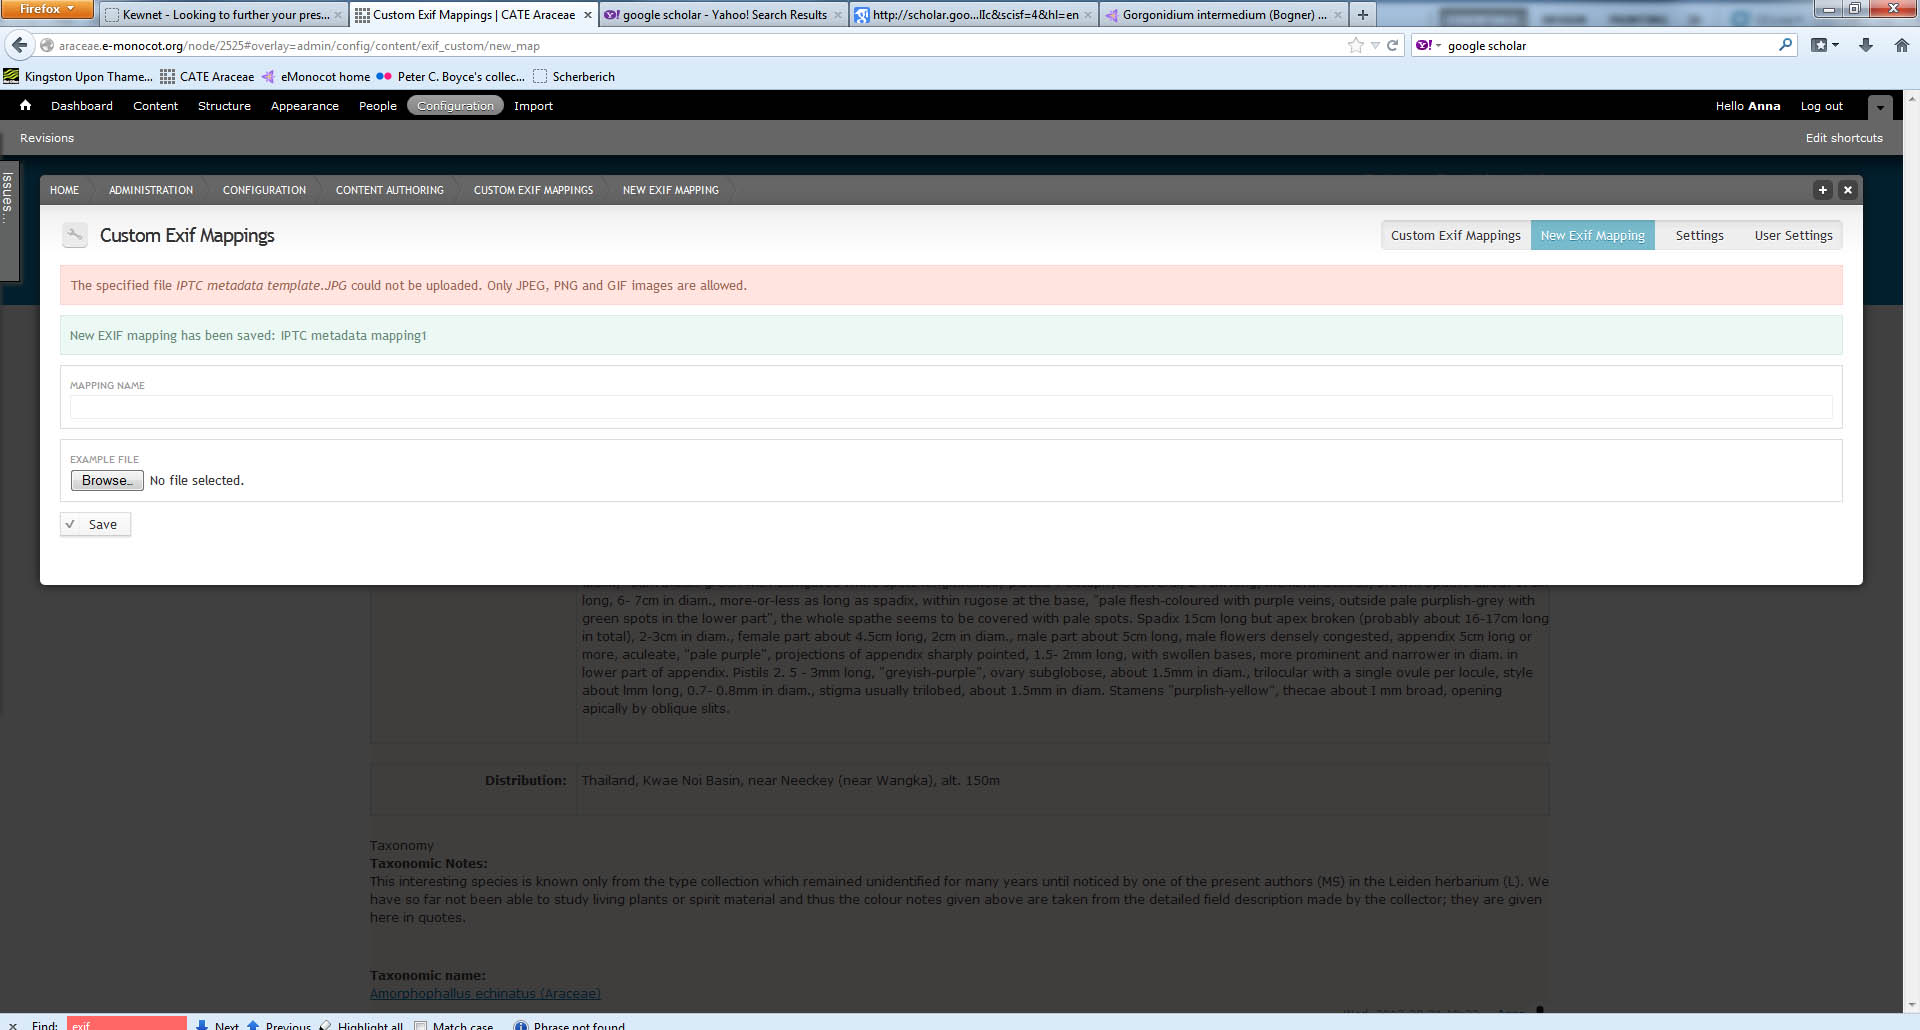 Firefox
Kewnet - Looking to further your pres...
Custom Exif Mappings | CATE Araceae
google scholar - Yahoo! Search Results
http://scholar.goo...lIc&scisf=4&hl=en
Gorgonidium intermedium (Bogner) ...
araceae.e-monocot.org/node/2525#overlay=admin/config/content/exif_custom/new_map
google scholar
Kingston Upon Thame...
CATE Araceae
eMonocot home
Peter C. Boyce's collec...
Scherberich
Dashboard Content Structure Appearance People Configuration Import
Hello Anna Log out
Revisions
Edit shortcuts
Issues...
HOME ADMINISTRATION CONFIGURATION CONTENT AUTHORING CUSTOM EXIF MAPPINGS NEW EXIF MAPPING
Custom Exif Mappings
Custom Exif Mappings New Exif Mapping Settings User Settings
The specified file IPTC metadata template.JPG could not be uploaded. Only JPEG, PNG and GIF images are allowed.
New EXIF mapping has been saved: IPTC metadata mapping1
MAPPING NAME
EXAMPLE FILE
Browse... No file selected.
Save
long, 6- 7cm in diam., more-or-less as long as spadix, within rugose at the base, "pale flesh-coloured with purple veins, outside pale purplish-grey with
green spots in the lower part", the whole spathe seems to be covered with pale spots. Spadix 15cm long but apex broken (probably about 16-17cm long
in total), 2-3cm in diam., female part about 4.5cm long, 2cm in diam., male part about 5cm long, male flowers densely congested, appendix 5cm long or
more, aculeate, "pale purple", projections of appendix sharply pointed, 1.5- 2mm long, with swollen bases, more prominent and narrower in diam. in
lower part of appendix. Pistils 2. 5 - 3mm long, "greyish-purple", ovary subglobose, about 1.5mm in diam., trilocular with a single ovule per locule, style
about lmm long, 0.7- 0.8mm in diam., stigma usually trilobed, about 1.5mm in diam. Stamens "purplish-yellow", thecae about I mm broad, opening
apically by oblique slits.
Distribution: Thailand, Kwae Noi Basin, near Neeckey (near Wangka), alt. 150m
Taxonomy
Taxonomic Notes:
This interesting species is known only from the type collection which remained unidentified for many years until noticed by one of the present authors (MS) in the Leiden herbarium (L). We
have so far not been able to study living plants or spirit material and thus the colour notes given above are taken from the detailed field description made by the collector; they are given
here in quotes.
Taxonomic name:
Amorphophallus echinatus (Araceae)
Find: exif Next Previous Highlight all Match case Phrase not found